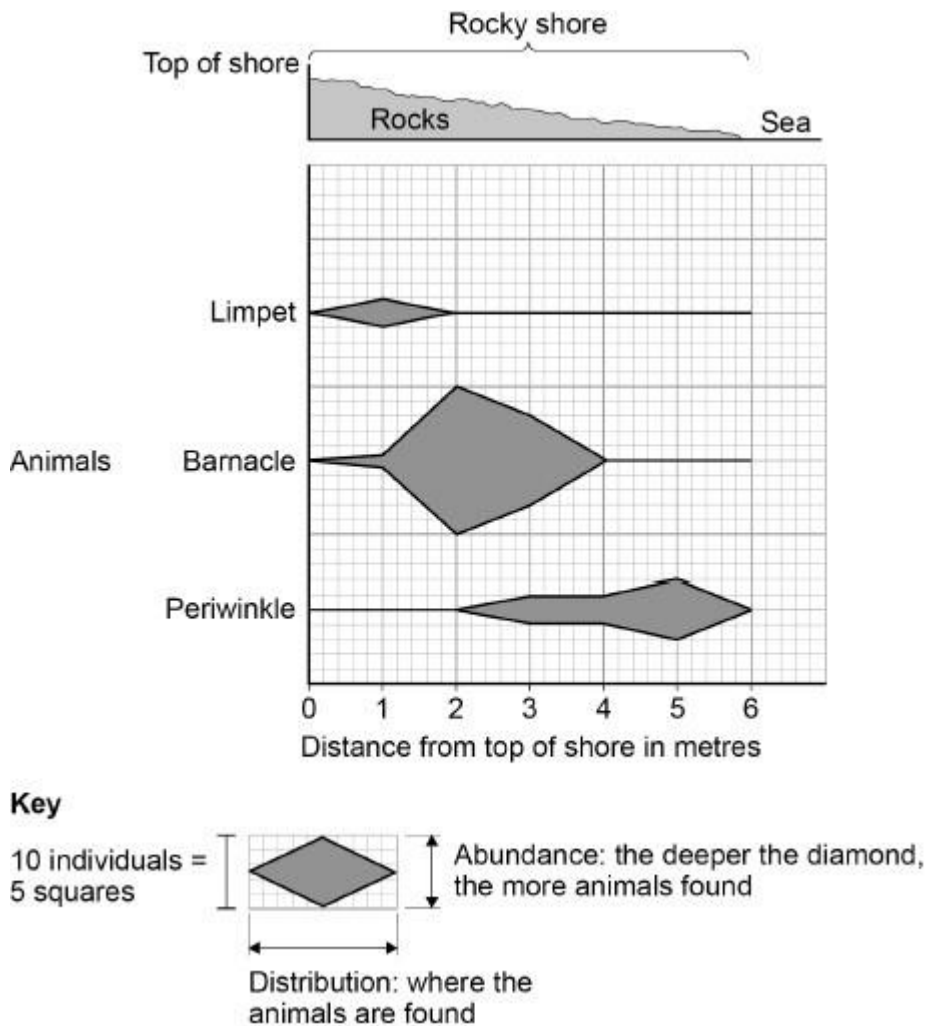 Rocky shore
Top of shore
Rocks
Sea
Limpet
Animals Barnacle
Periwinkle
0 1 2 3 4 5 6
Distance from top of shore in metres
Key
10 individuals =
5 squares
Abundance: the deeper the diamond,
the more animals found
Distribution: where the
animals are found